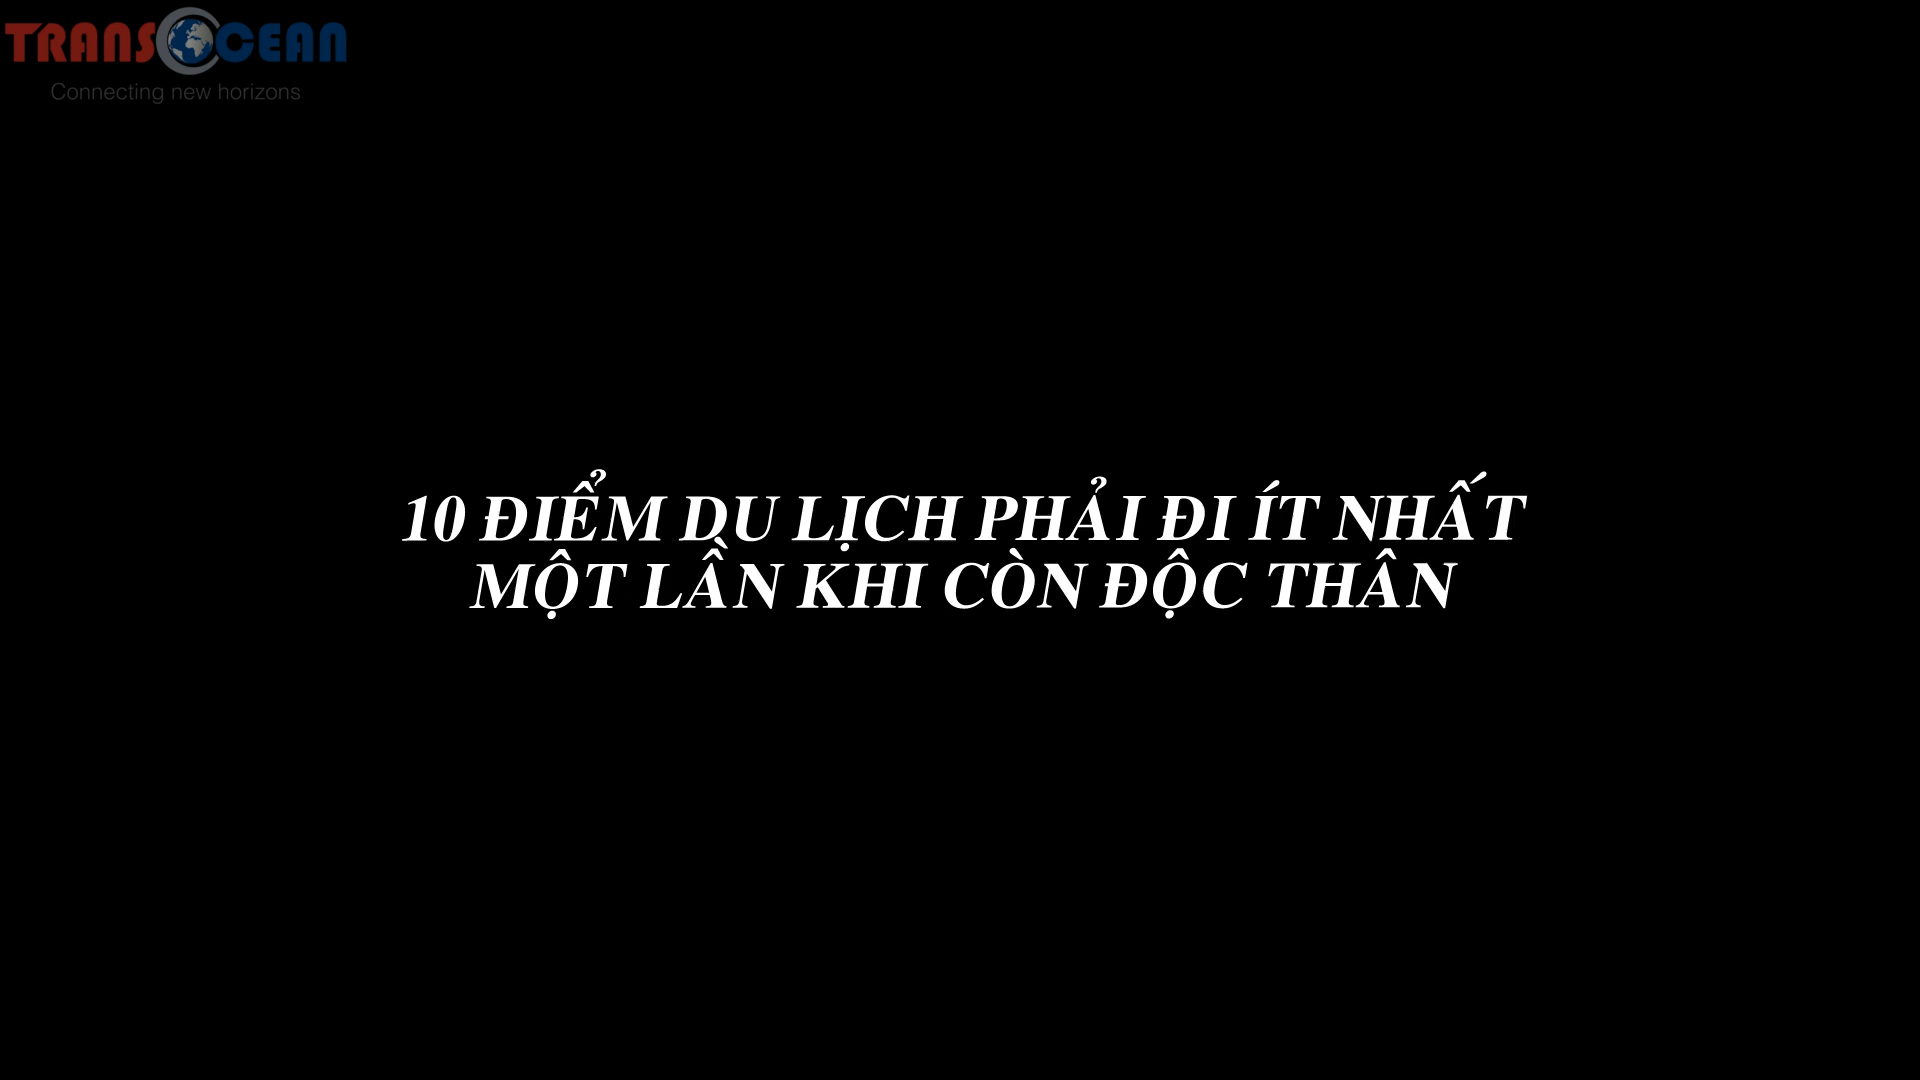 TRANSOCEAN
Connecting new horizons
10 ĐIỂM DU LỊCH PHẢI ĐI ÍT NHẤT
MỘT LẦN KHI CÒN ĐỘC THÂN